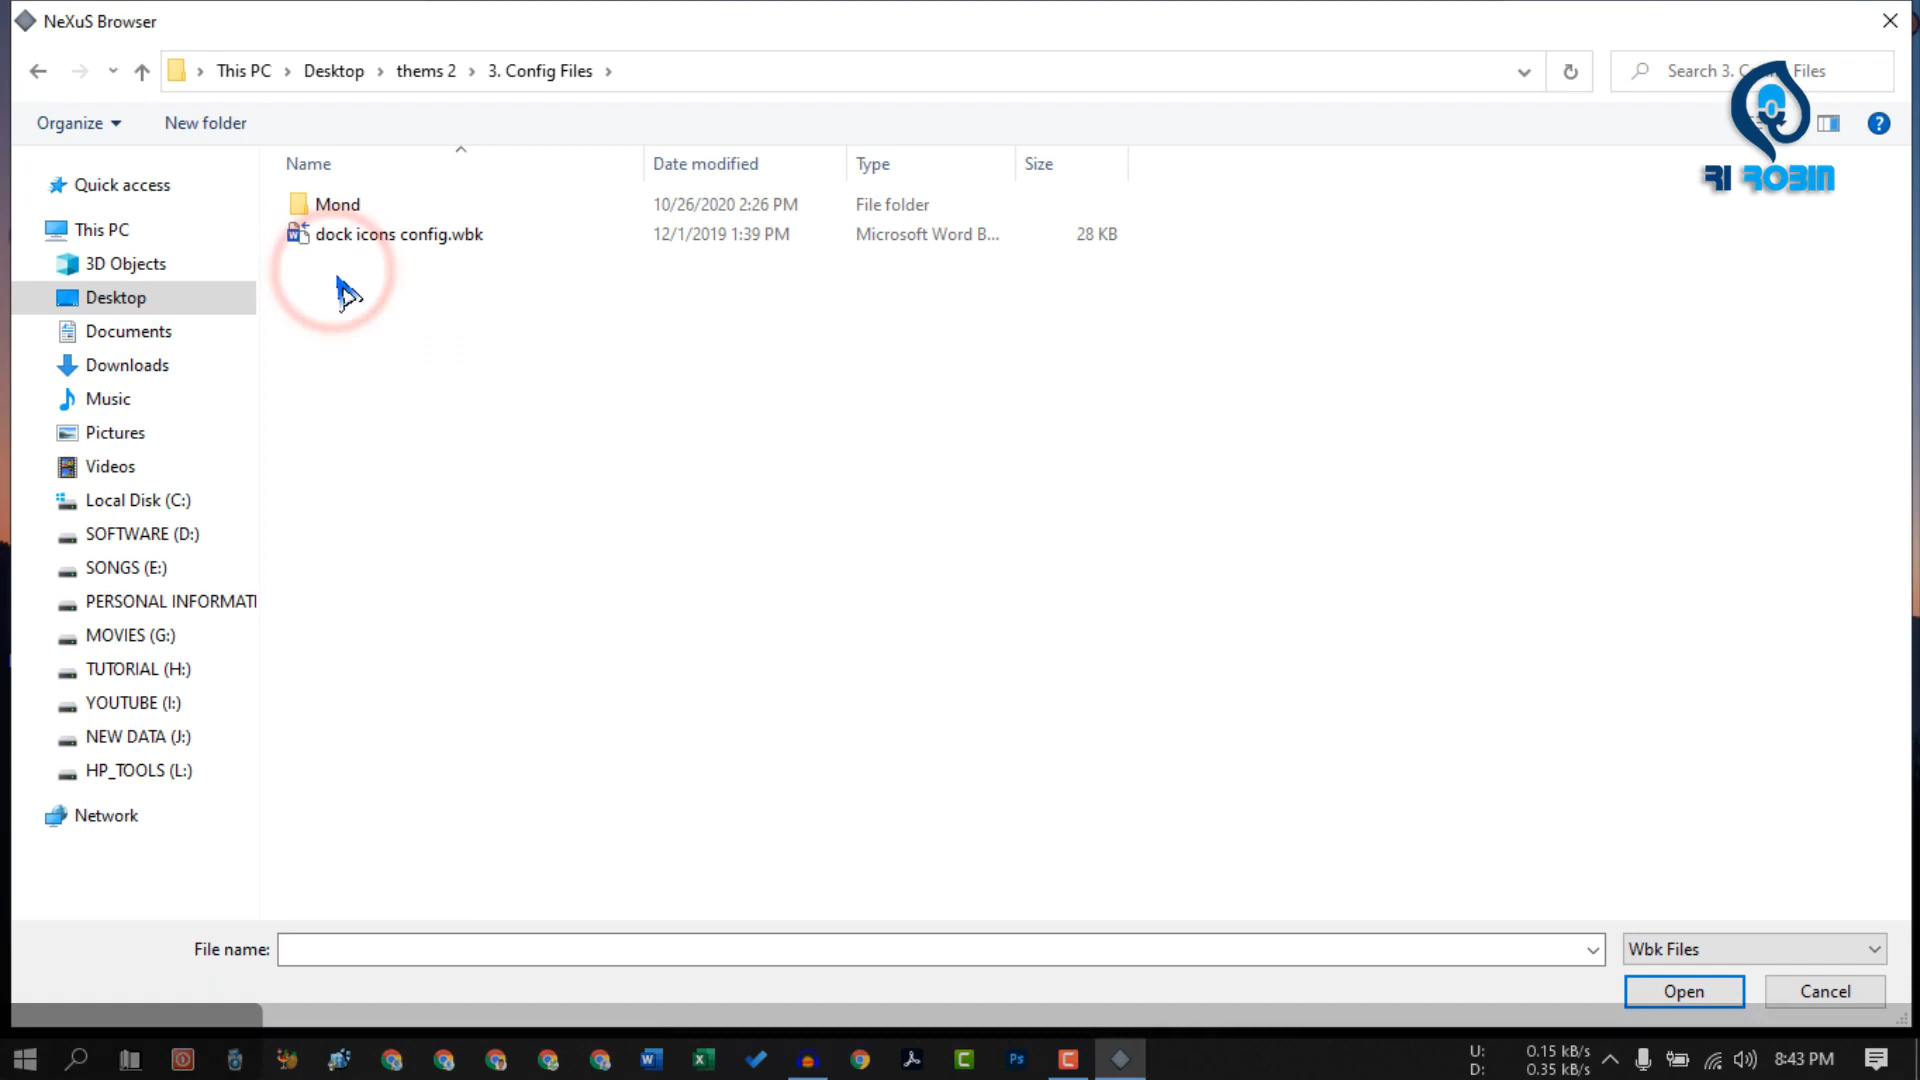 NeXuS Browser
This PC Desktop thems 2 3. Config Files
Search 3. Files
Organize New folder
RI ROBIN
Name Date modified Type Size
Mond 10/26/2020 2:26 PM File folder
dock icons config.wbk 12/1/2019 1:39 PM Microsoft Word B... 28 KB
Quick access
This PC
3D Objects
Desktop
Documents
Downloads
Music
Pictures
Videos
Local Disk (C:)
SOFTWARE (D:)
SONGS (E:)
PERSONAL INFORMATI
MOVIES (G:)
TUTORIAL (H:)
YOUTUBE (I:)
NEW DATA (J:)
HP_TOOLS (L:)
Network
File name: Wbk Files
Open Cancel
U: 0.15 kB/s
D: 0.35 kB/s
8:43 PM